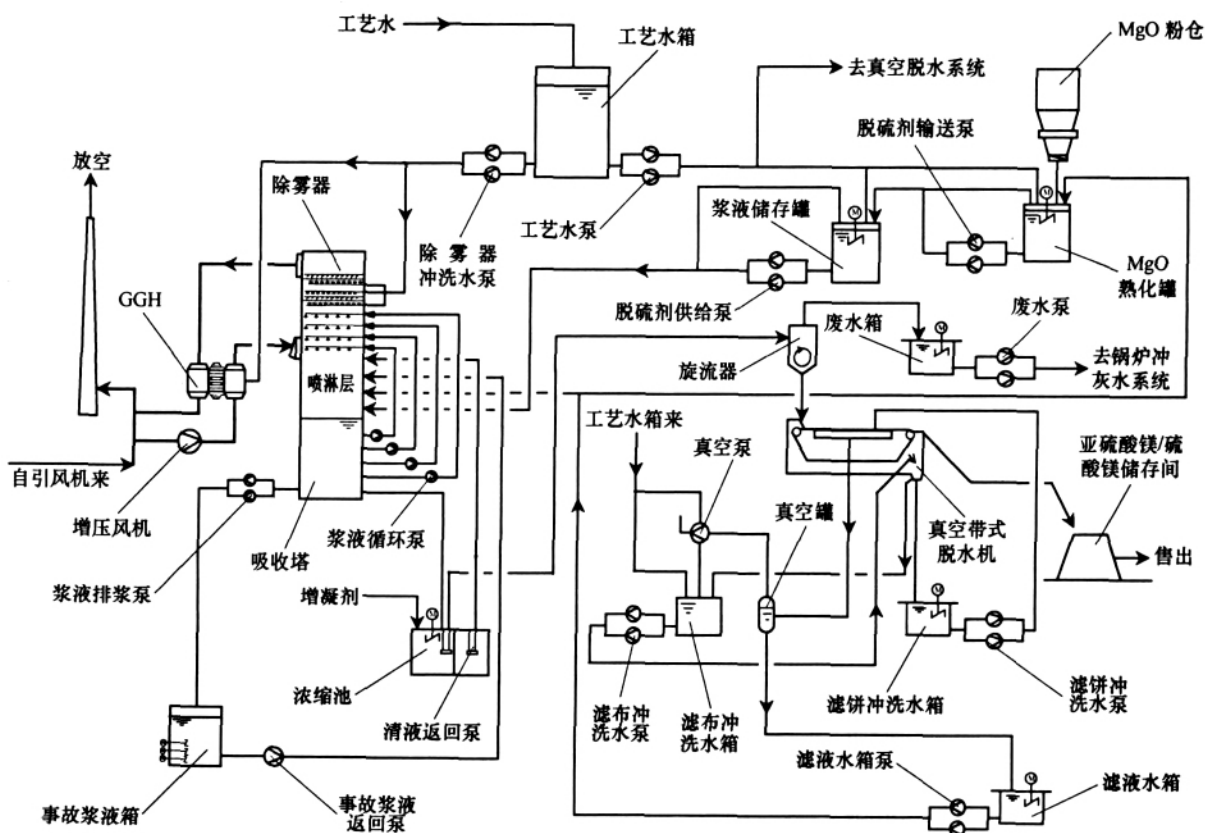 工艺水
工艺水箱
MgO 粉仓
去真空脱水系统
脱硫剂输送泵
放空
除雾器
浆液储存罐
工艺水泵
除雾器
冲洗水泵
MgO
熟化罐
GGH
脱硫剂供给泵
废水箱
废水泵
旋流器
去锅炉冲
灰水系统
喷淋层
工艺水箱来
真空泵
亚硫酸镁/硫
酸镁储存间
自引风机来
增压风机
浆液循环泵
真空罐
真空带式
脱水机
售出
吸收塔
浆液排浆泵
增凝剂
浓缩池
清液返回泵
滤布冲
洗水泵
滤布冲
洗水箱
滤饼冲洗水箱
滤饼冲
洗水泵
滤液水箱泵
滤液水箱
事故浆液箱
事故浆液
返回泵
M
M
M
M
M
M